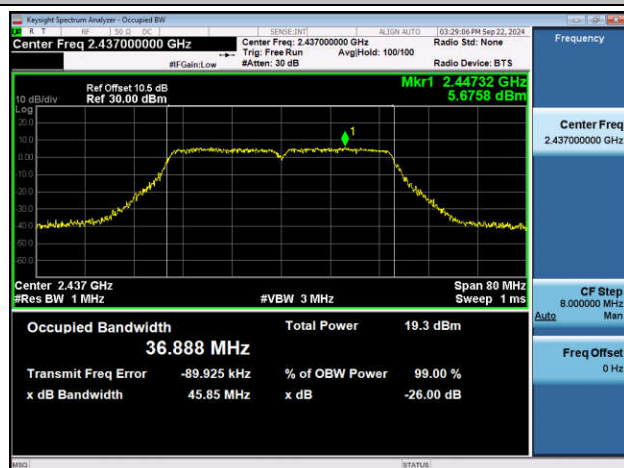 Keysight Spectrum Analyzer - Occupied BW
R T RF 50 Ω DC SENSE:INT ALIGN AUTO 03:29:06 PM Sep 22, 2024
Center Freq 2.437000000 GHz Center Freq: 2.437000000 GHz Radio Std: None Frequency
Trig: Free Run Avg|Hold: 100/100
#IFGain:Low #Atten: 30 dB Radio Device: BTS
Ref Offset 10.5 dB Mkr1 2.44732 GHz
10 dB/div Ref 30.00 dBm 5.6758 dBm
Log
20.0
10.0
0.00
-10.0
-20.0
-30.0
-40.0
-50.0
-60.0
1
Center 2.437 GHz Span 80 MHz
#Res BW 1 MHz #VBW 3 MHz Sweep 1 ms
Center Freq
2.437000000 GHz
CF Step
8.000000 MHz
Auto Man
Freq Offset
0 Hz
Occupied Bandwidth Total Power 19.3 dBm
36.888 MHz
Transmit Freq Error -89.925 kHz % of OBW Power 99.00 %
x dB Bandwidth 45.85 MHz x dB -26.00 dB
MSG STATUS